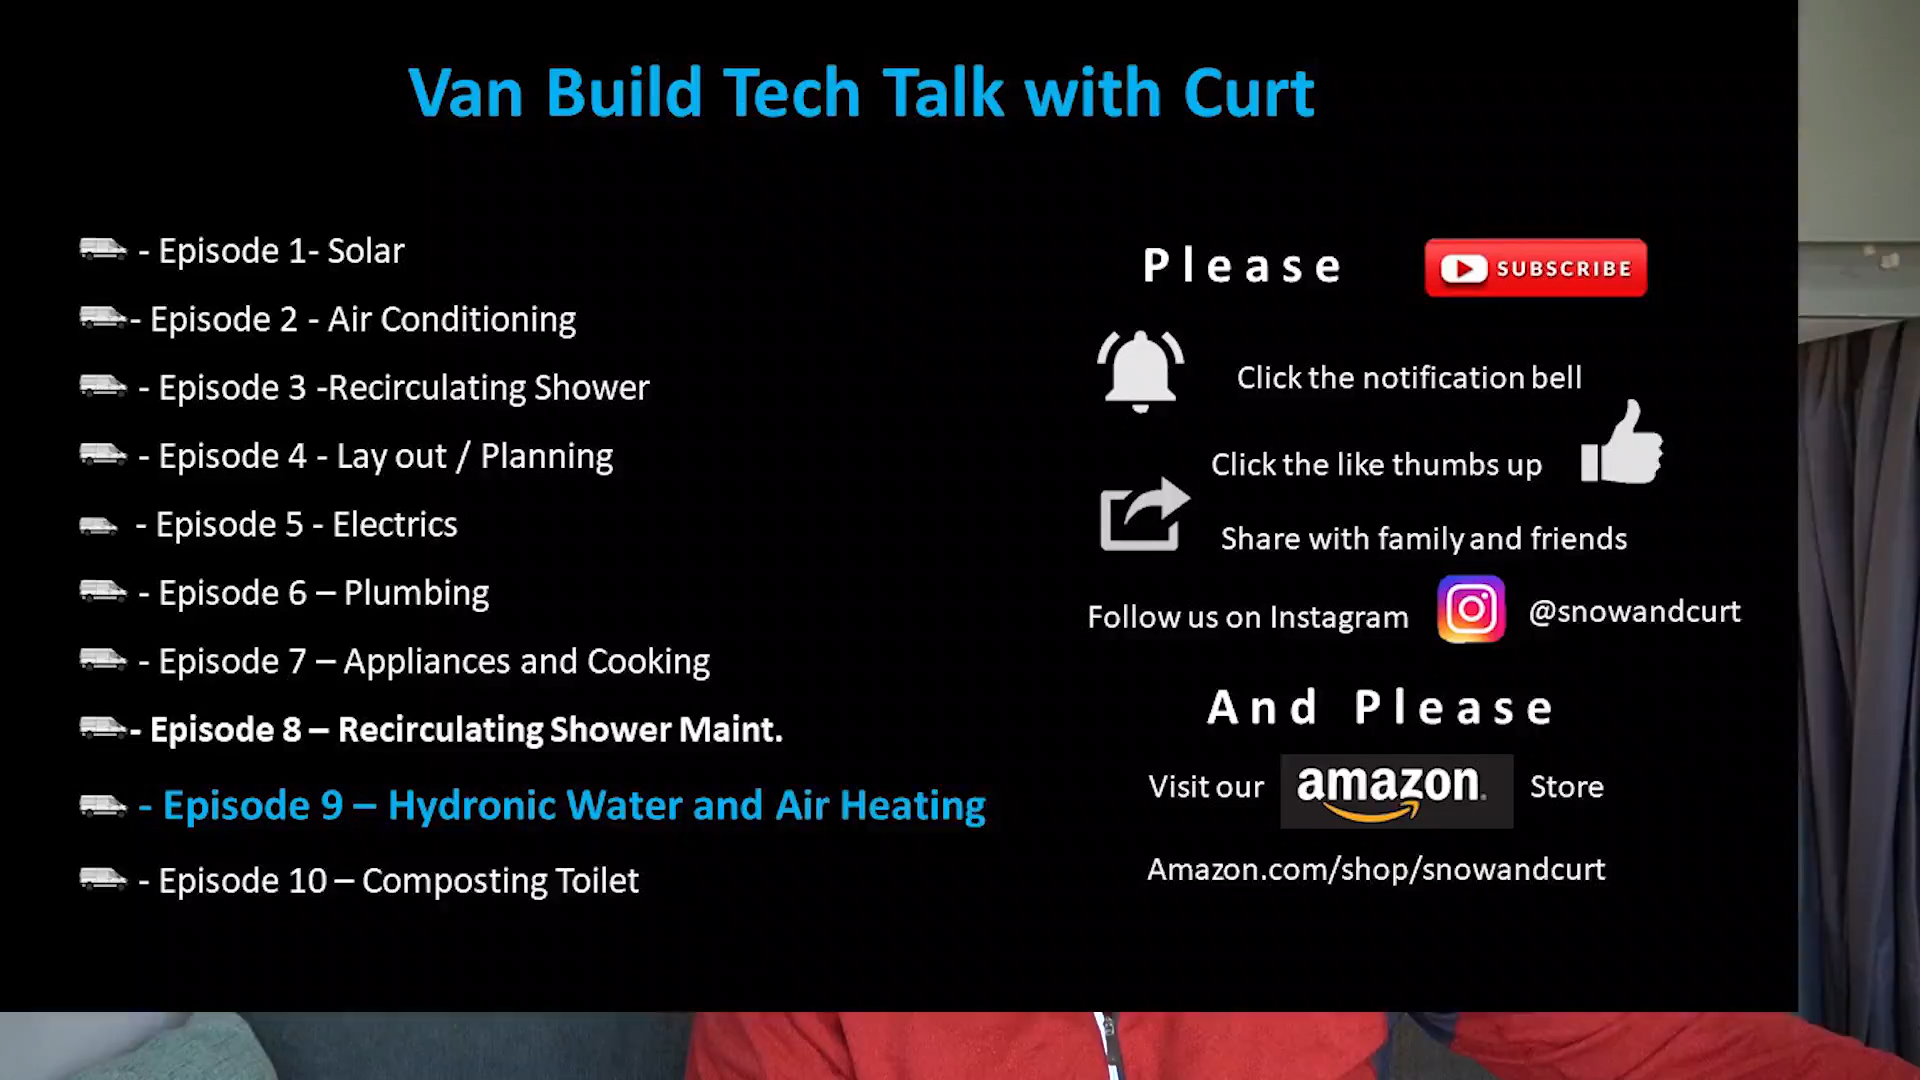 Van Build Tech Talk with Curt
- Episode 1- Solar
- Episode 2 - Air Conditioning
- Episode 3 -Recirculating Shower
- Episode 4 - Lay out / Planning
- Episode 5 - Electrics
- Episode 6 – Plumbing
- Episode 7 – Appliances and Cooking
- Episode 8 – Recirculating Shower Maint.
- Episode 9 – Hydronic Water and Air Heating
- Episode 10 – Composting Toilet
Please SUBSCRIBE
Click the notification bell
Click the like thumbs up
Share with family and friends
Follow us on Instagram @snowandcurt
And Please
Visit our amazon. Store
Amazon.com/shop/snowandcurt